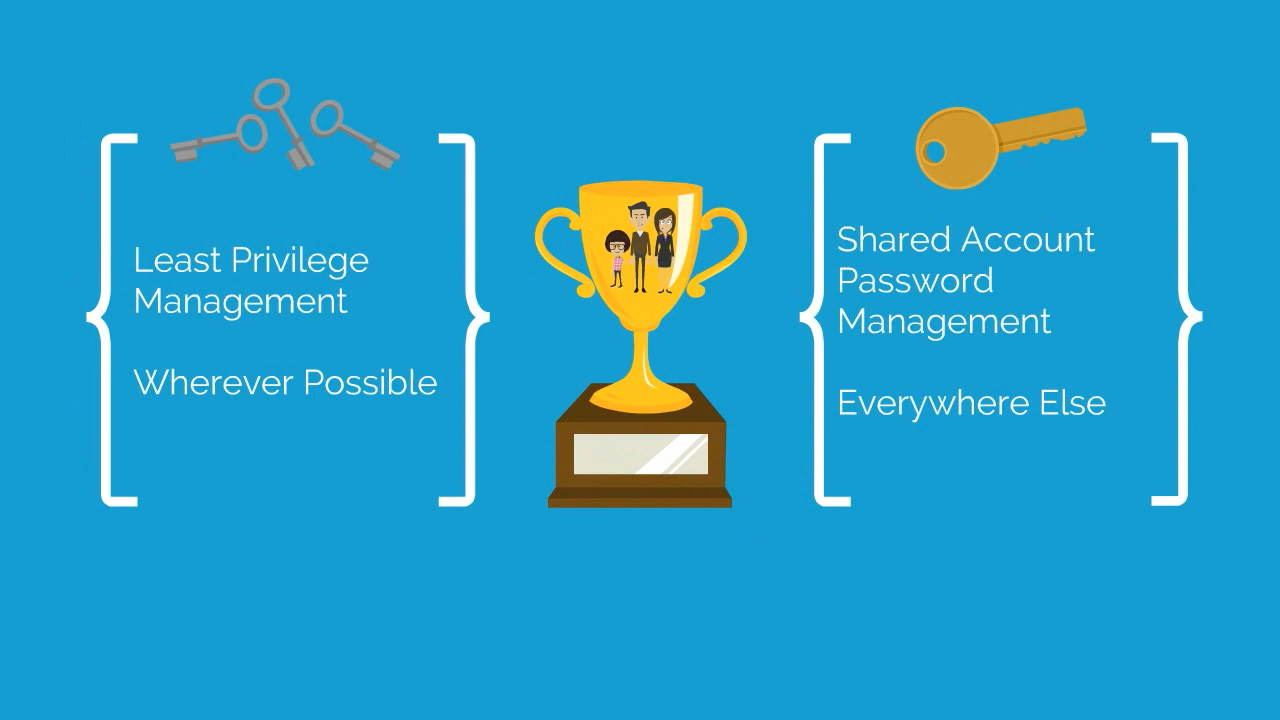 Least Privilege
Management
Wherever Possible
Shared Account
Password
Management
Everywhere Else